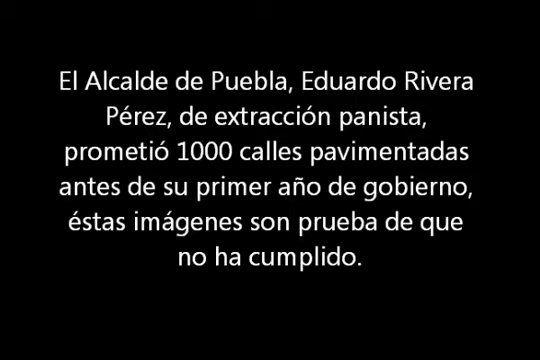 El Alcalde de Puebla, Eduardo Rivera
Pérez, de extracción panista,
prometió 1000 calles pavimentadas
antes de su primer año de gobierno,
éstas imágenes son prueba de que
no ha cumplido.